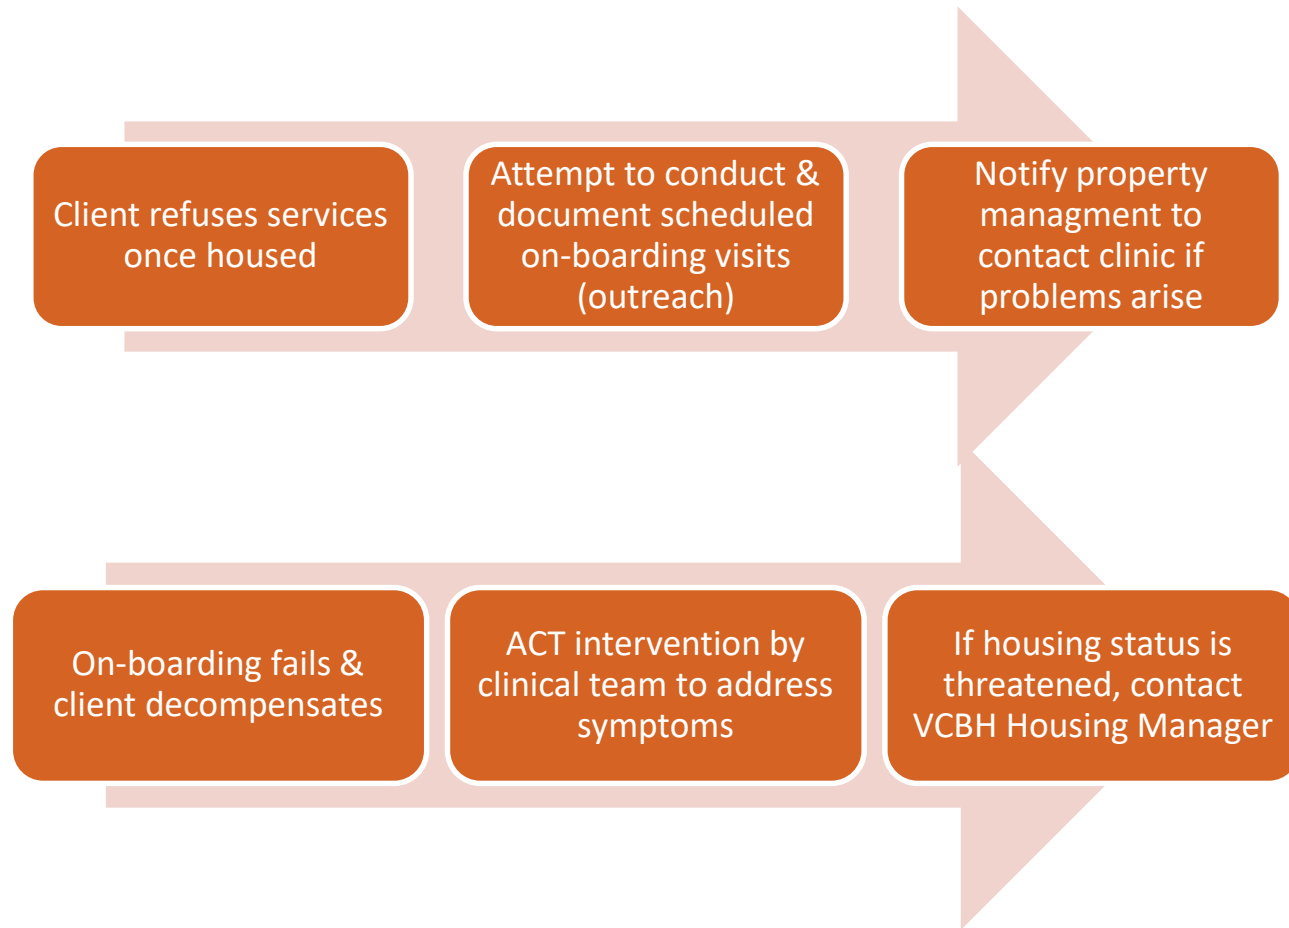 Client refuses services
once housed
Attempt to conduct &
document scheduled
on-boarding visits
(outreach)
Notify property
managment to
contact clinic if
problems arise
On-boarding fails &
client decompensates
ACT intervention by
clinical team to address
symptoms
If housing status is
threatened, contact
VCBH Housing Manager